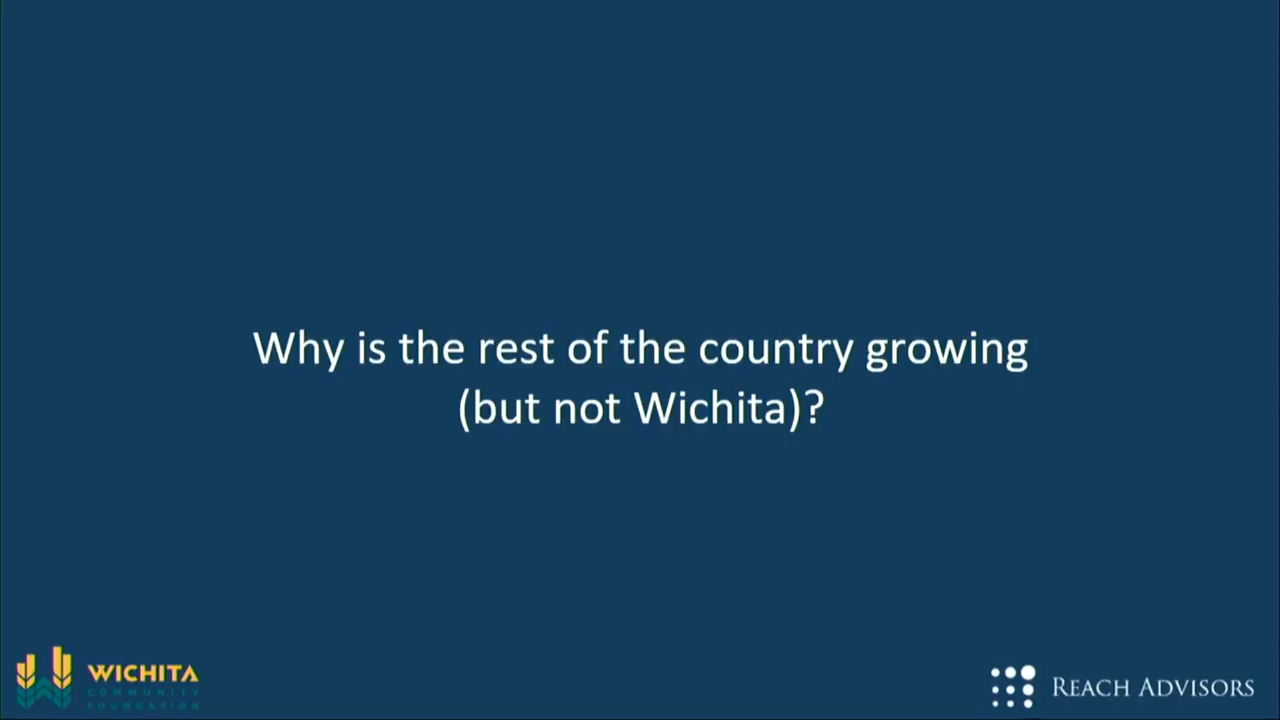 Why is the rest of the country growing
(but not Wichita)?
WICHITA
COMMUNITY
FOUNDATION
REACH ADVISORS